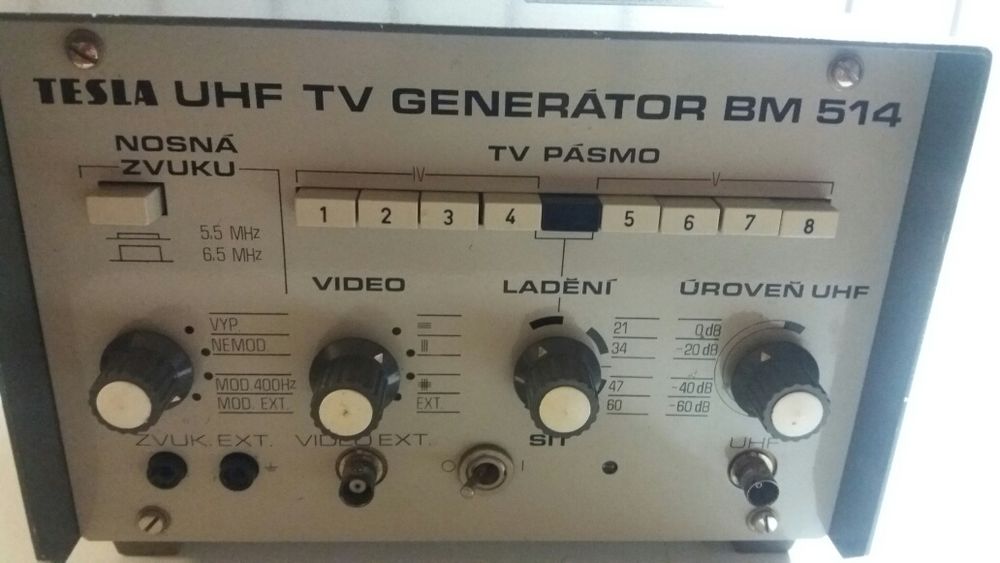 TESLA UHF TV GENERÁTOR BM 514
NOSNÁ
ZVUKU
TV PÁSMO
IV
V
1 2 3 4 5 6 7 8
5.5 MHz
6.5 MHz
VIDEO
LADĚNÍ
ÚROVEŇ UHF
VYP.
NEMOD.
MOD 400Hz
MOD. EXT.
EXT.
21
34
47
60
0 dB
-20 dB
-40 dB
-60 dB
ZVUK. EXT.
VIDEO EXT.
SÍŤ
UHF
O I